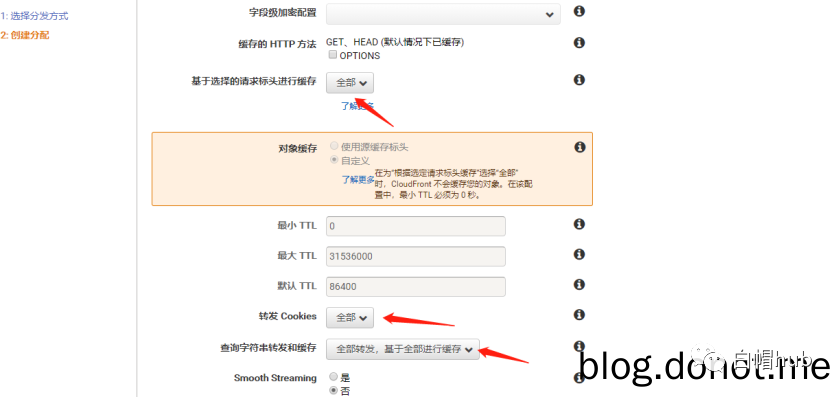 1: 选择分发方式
2: 创建分配
字段级加密配置
缓存的 HTTP 方法
GET、HEAD (默认情况下已缓存)
OPTIONS
基于选择的请求标头进行缓存
全部
了解更多
对象缓存
使用源缓存标头
自定义
了解更多
在为“根据选定请求标头缓存”选择“全部”
时，CloudFront 不会缓存您的对象。在该配
置中，最小 TTL 必须为 0 秒。
最小 TTL
0
最大 TTL
31536000
默认 TTL
86400
转发 Cookies
全部
查询字符串转发和缓存
全部转发，基于全部进行缓存
白帽hub
blog.donot.me
Smooth Streaming
是
否